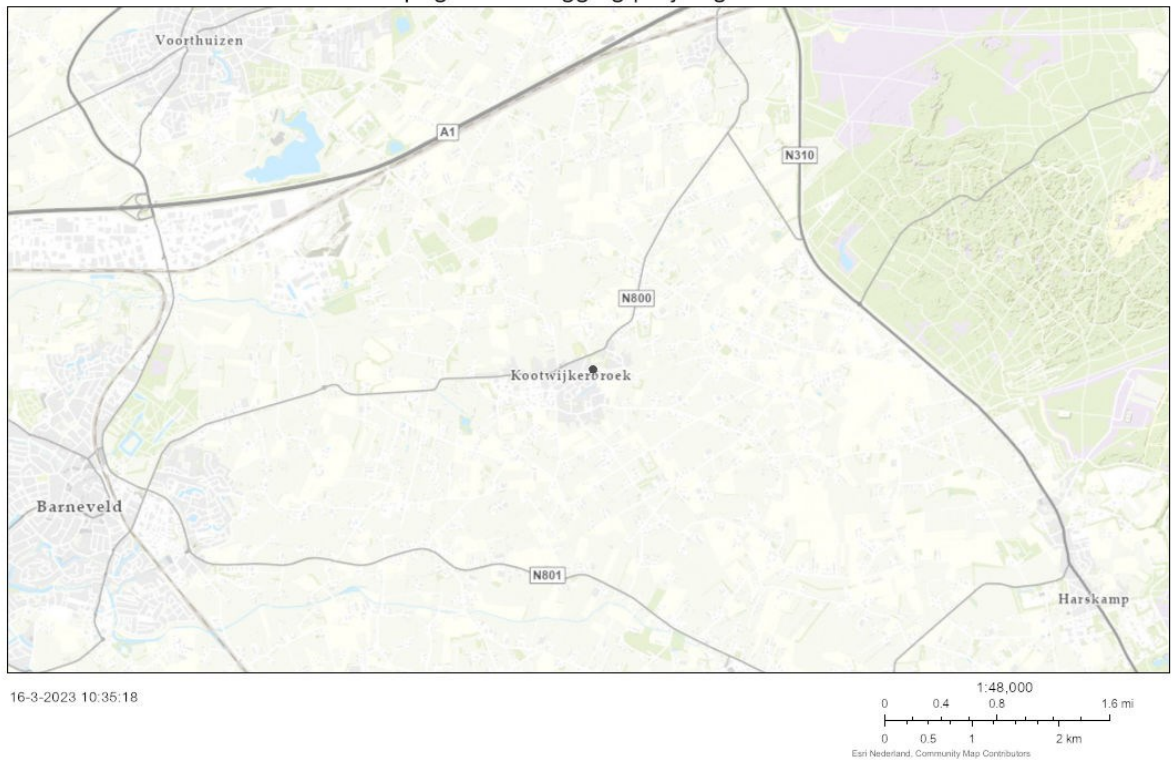 Voorthuizen
A1
N310
N800
Kootwijkerbroek
Barneveld
N801
Harskamp
16-3-2023 10:35:18
1:48,000
0 0.4 0.8 1.6 mi
0 0.5 1 2 km
Esri Nederland, Community Map Contributors